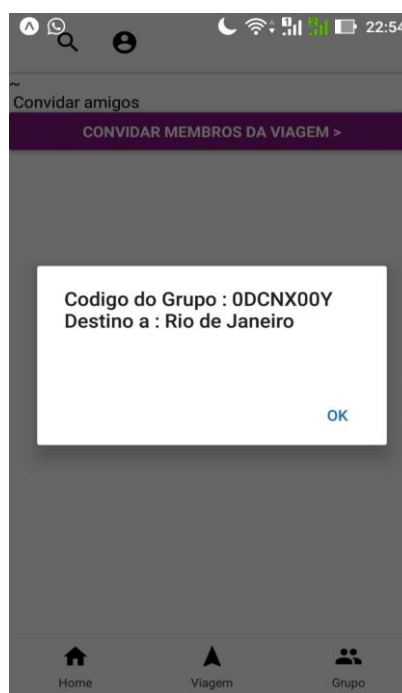 22:54
~
Convidar amigos
CONVIDAR MEMBROS DA VIAGEM >
Codigo do Grupo : 0DCNX00Y
Destino a : Rio de Janeiro
OK
Home
Viagem
Grupo